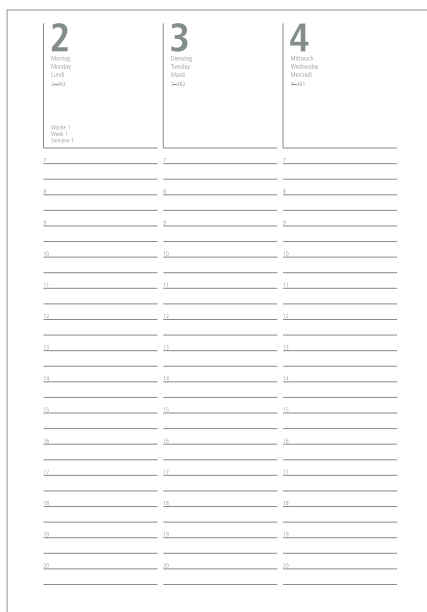 2
Montag
Monday
Lundi
2–363
Woche 1
Week 1
Semaine 1
3
Dienstag
Tuesday
Mardi
3–362
4
Mittwoch
Wednesday
Mercredi
4–361
7 7 7
8 8 8
9 9 9
10 10 10
11 11 11
12 12 12
13 13 13
14 14 14
15 15 15
16 16 16
17 17 17
18 18 18
19 19 19
20 20 20